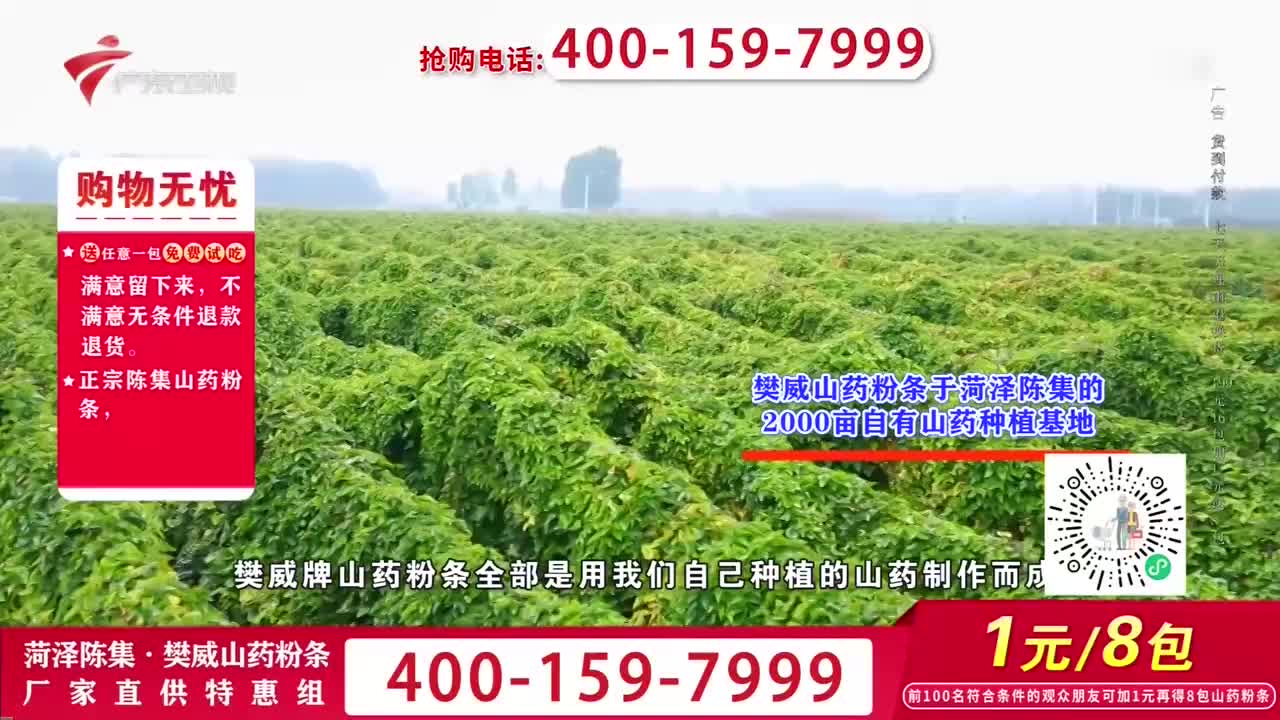 抢购电话:400-159-7999
广告 货到付款
购物无忧
★送任意一包免费试吃
满意留下来，不
满意无条件退款
退货。
★正宗陈集山药粉
条，
樊威山药粉条于菏泽陈集的
2000亩自有山药种植基地
樊威牌山药粉条全部是用我们自己种植的山药制作而成
菏泽陈集·樊威山药粉条
厂家直供特惠组
400-159-7999
1元/8包
前100名符合条件的观众朋友可加1元再得8包山药粉条